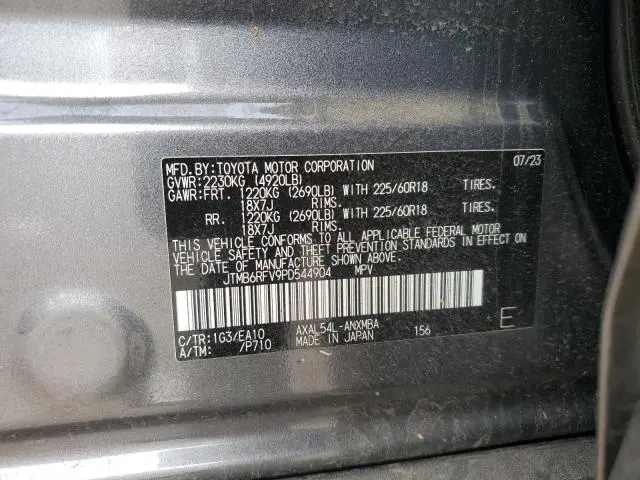 MFD.BY:TOYOTA MOTOR CORPORATION 07/23
GVWR:2230KG (4920LB)
GAWR:FRT. 1220KG (2690LB) WITH 225/60R18 TIRES.
18X7J RIMS.
RR. 1220KG (2690LB) WITH 225/60R18 TIRES.
18X7J RIMS.
THIS VEHICLE CONFORMS TO ALL APPLICABLE FEDERAL MOTOR
VEHICLE SAFETY AND THEFT PREVENTION STANDARDS IN EFFECT ON
THE DATE OF MANUFACTURE SHOWN ABOVE.
JTMB6RFV9PD544904 MPV
C/TR:1G3/EA10 AXAL54L-ANXMBA 156 E
A/TM: /P710 MADE IN JAPAN